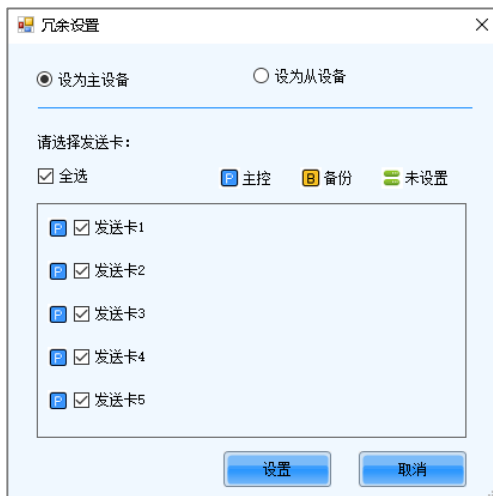 冗余设置
设为主设备 设为从设备
请选择发送卡:
全选 P 主控 B 备份 未设置
P 发送卡1
P 发送卡2
P 发送卡3
P 发送卡4
P 发送卡5
设置 取消